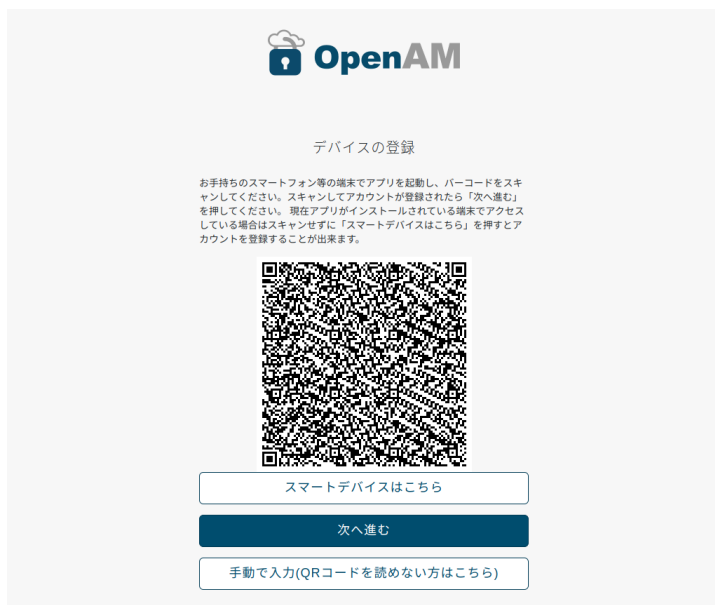 OpenAM
デバイスの登録
お手持ちのスマートフォン等の端末でアプリを起動し、バーコードをスキ
ャンしてください。スキャンしてアカウントが登録されたら「次へ進む」
を押してください。 現在アプリがインストールされている端末でアクセス
している場合はスキャンせずに「スマートデバイスはこちら」を押すとア
カウントを登録することが出来ます。
スマートデバイスはこちら
次へ進む
手動で入力(QRコードを読めない方はこちら)